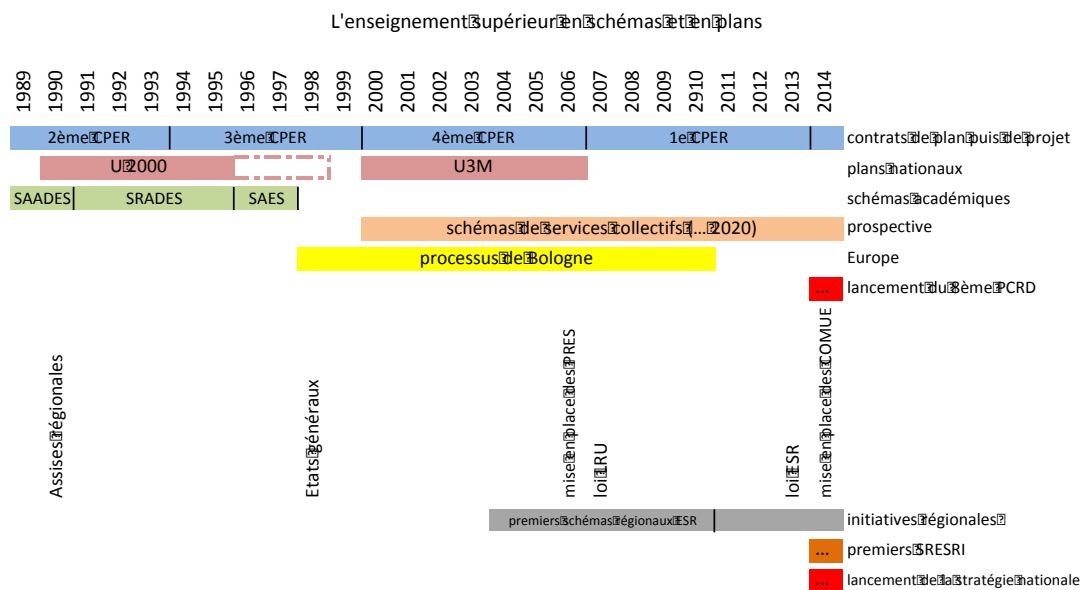 L'enseignement supérieur en schémas et en plans
1989 1990 1991 1992 1993 1994 1995 1996 1997 1998 1999 2000 2001 2002 2003 2004 2005 2006 2007 2008 2009 2910 2011 2013 2014
2ème CPER 3ème CPER 4ème CPER 1e CPER contrats de plan puis de projet
U 2000 U3M plans nationaux
SAADES SRADES SAES schémas académiques
schémas de services collectifs (... 2020) prospective
processus de Bologne Europe
... lancement du 8ème PCRD
Assises régionales
Etats généraux
mise en place des PRES
loi LRU
loi ESR
mise en place des COMUE
premiers schémas régionaux ESR initiatives régionales
... premiers SRESRI
... lancement de la stratégie nationale